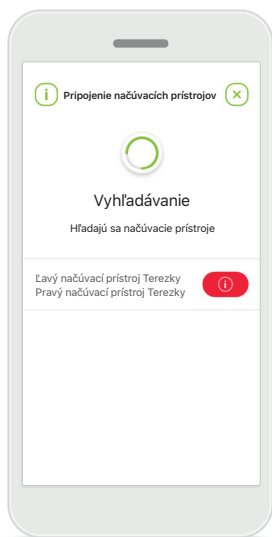 Pripojenie načúvacích prístrojov
Vyhľadávanie
Hľadajú sa načúvacie prístroje
Ľavý načúvací prístroj Terezky
Pravý načúvací prístroj Terezky